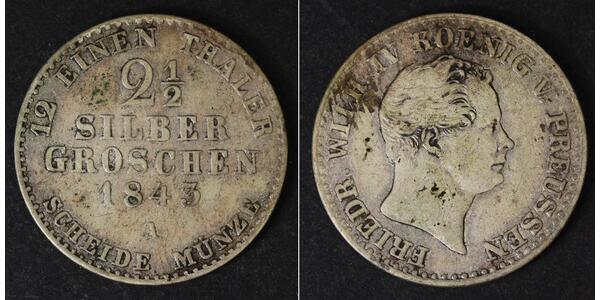 12 EINEN THALER
2 1/2
SILBER
GROSCHEN
1843
A
SCHEIDE MÜNZE
FRIEDR. WILH. IV KOENIG V. PREUSSEN